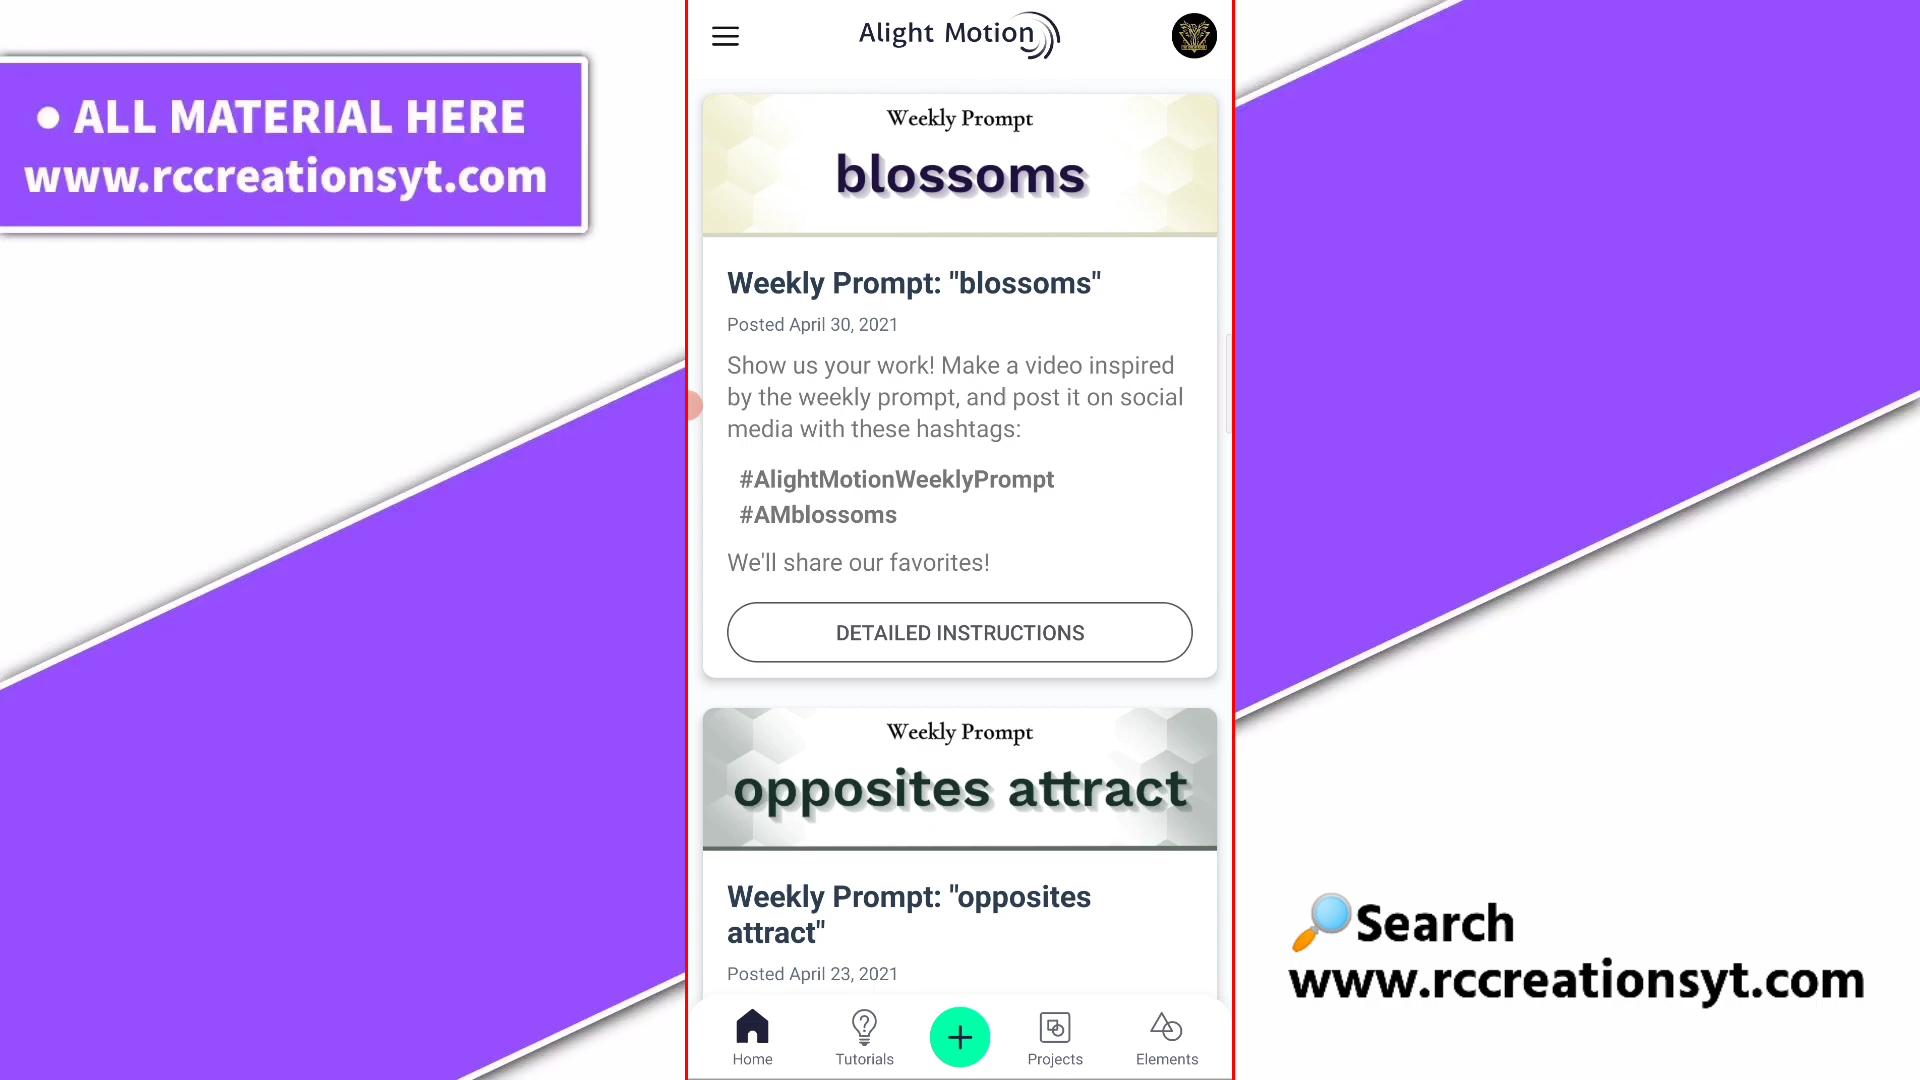 ● ALL MATERIAL HERE
www.rccreationsyt.com
Alight Motion
Weekly Prompt
blossoms
Weekly Prompt: "blossoms"
Posted April 30, 2021
Show us your work! Make a video inspired
by the weekly prompt, and post it on social
media with these hashtags:
#AlightMotionWeeklyPrompt
#AMblossoms
We'll share our favorites!
DETAILED INSTRUCTIONS
Weekly Prompt
opposites attract
Weekly Prompt: "opposites
attract"
Posted April 23, 2021
Home
Tutorials
Projects
Elements
🔎Search
www.rccreationsyt.com